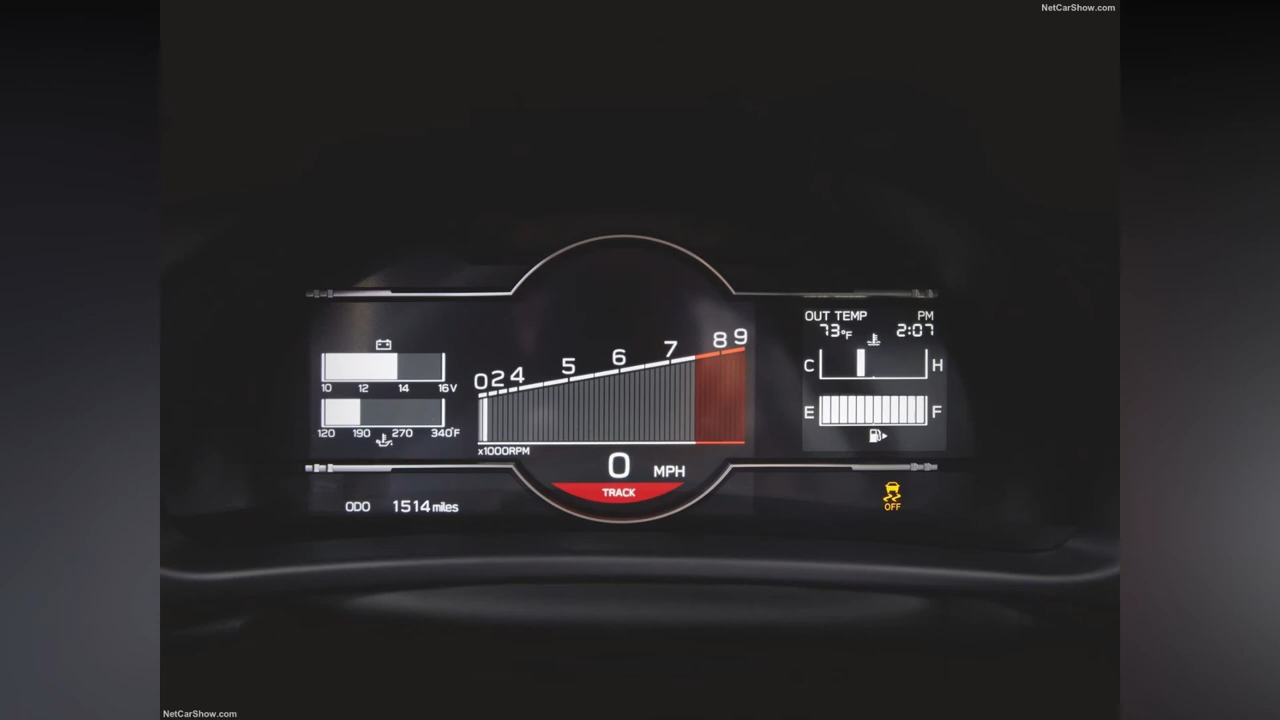 NetCarShow.com
OUT TEMP PM
73°F 2:07
10 12 14 16 V
120 190 270 340°F
0 2 4 5 6 7 8 9
x1000RPM
C H
E F
0 MPH
TRACK
ODO 1514 miles
OFF
NetCarShow.com